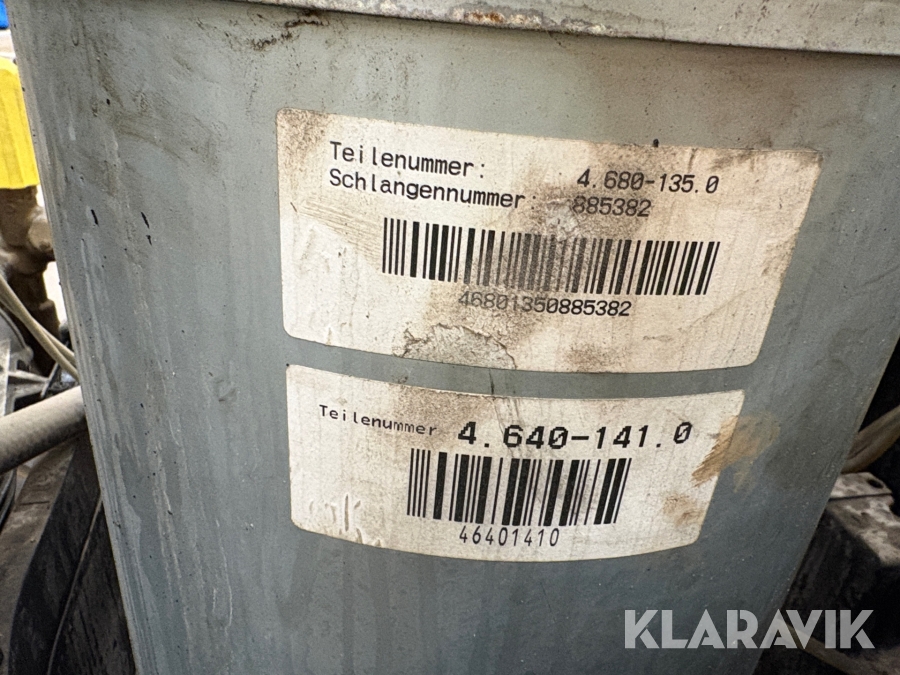 Teilenummer: 4.680-135.0
Schlangennummer: 885382
46801350885382
Teilenummer 4.640-141.0
46401410
KLARAVIK